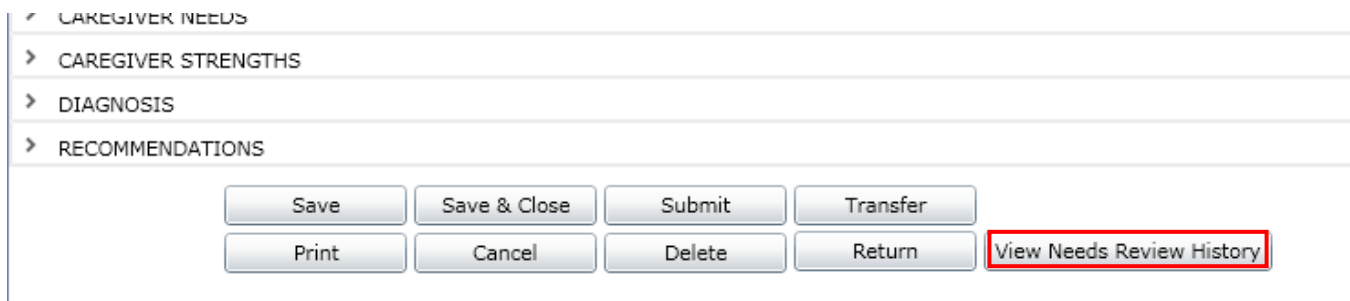 CAREGIVER NEEDS
CAREGIVER STRENGTHS
DIAGNOSIS
RECOMMENDATIONS
Save Save & Close Submit Transfer
Print Cancel Delete Return View Needs Review History